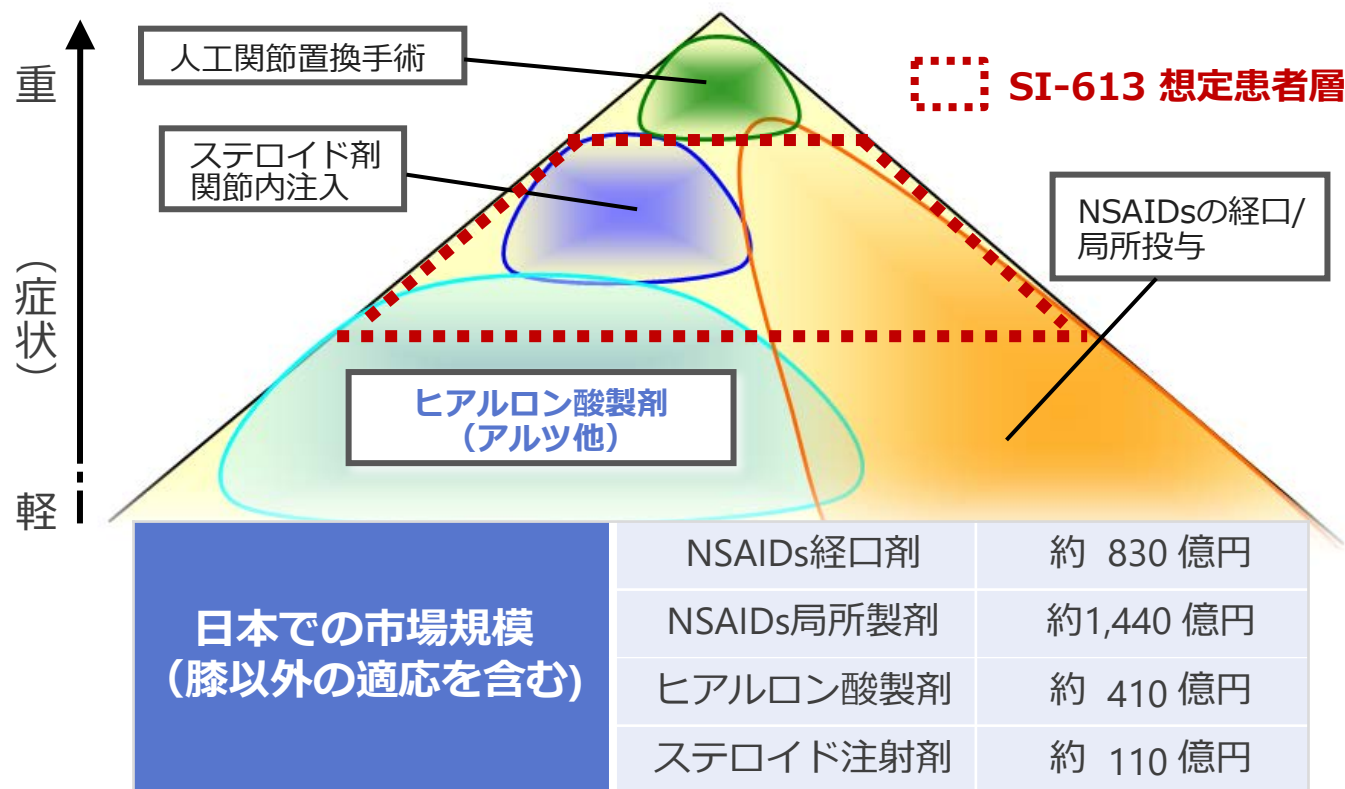 重
（症状）
軽
人工関節置換手術
ステロイド剤
関節内注入
SI-613 想定患者層
NSAIDsの経口/
局所投与
ヒアルロン酸製剤
（アルツ他）
日本での市場規模
（膝以外の適応を含む)
NSAIDs経口剤 約 830 億円
NSAIDs局所製剤 約1,440 億円
ヒアルロン酸製剤 約 410 億円
ステロイド注射剤 約 110 億円